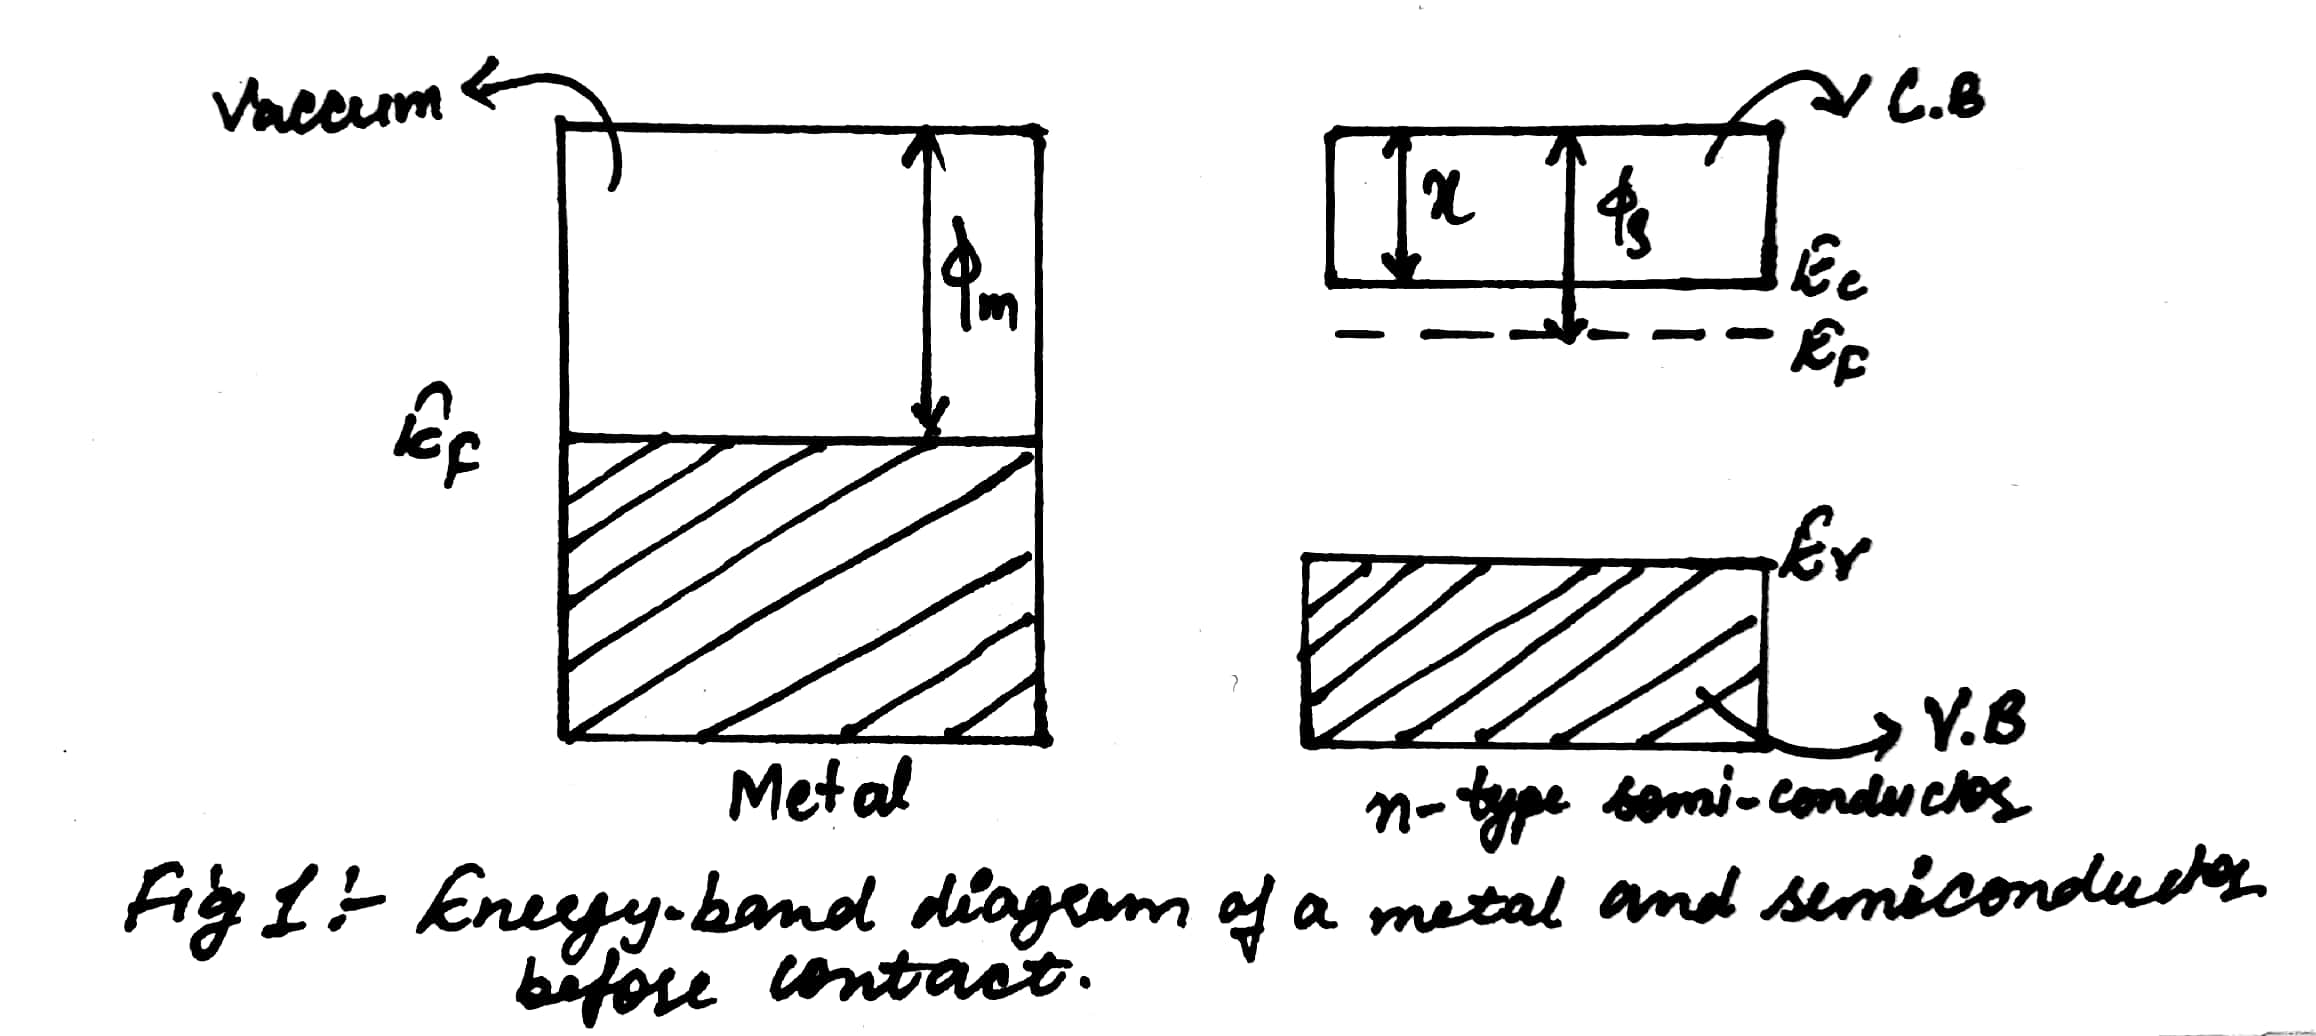 Vaccum
C.B
x
ϕs
ϕm
Ec
EF
EF
Ev
V.B
Metal
n-type semi-conductor
Fig 1:- Energy-band diagram of a metal and semiconductor
before contact.